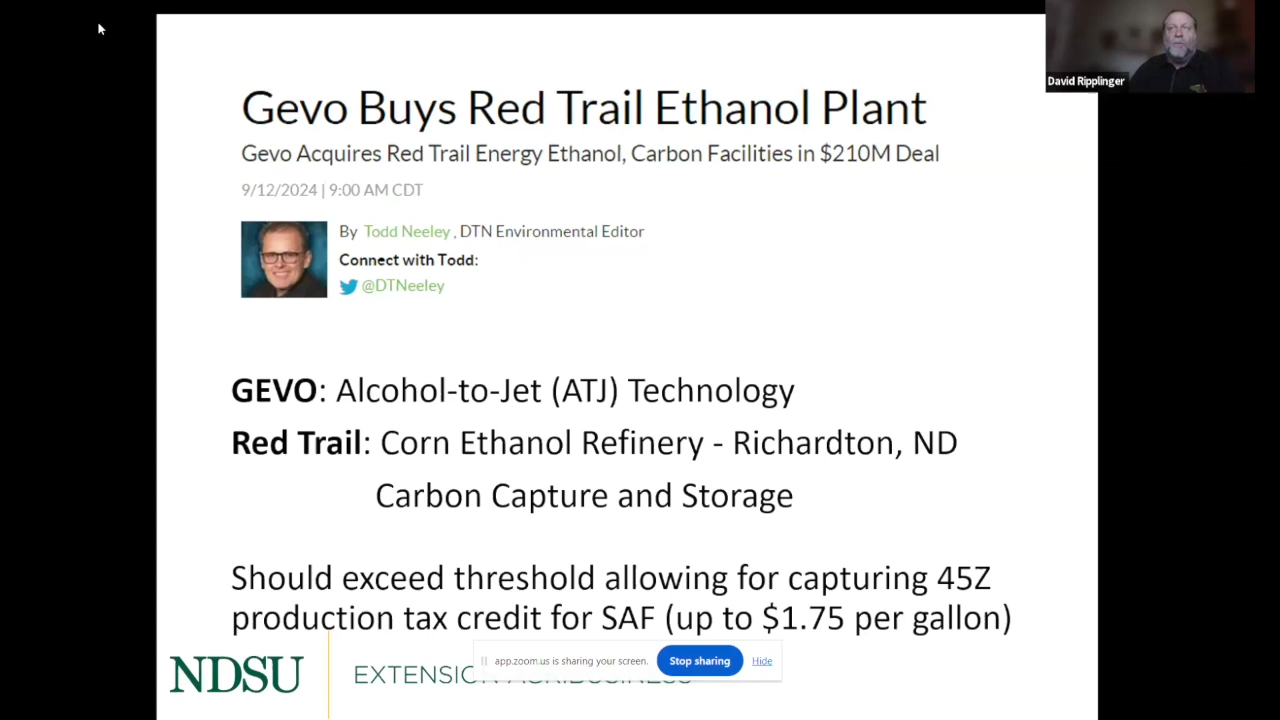 David Ripplinger
Gevo Buys Red Trail Ethanol Plant
Gevo Acquires Red Trail Energy Ethanol, Carbon Facilities in $210M Deal
9/12/2024 | 9:00 AM CDT
By Todd Neeley , DTN Environmental Editor
Connect with Todd:
@DTNeeley
GEVO: Alcohol-to-Jet (ATJ) Technology
Red Trail: Corn Ethanol Refinery - Richardton, ND
Carbon Capture and Storage
Should exceed threshold allowing for capturing 45Z
production tax credit for SAF (up to $1.75 per gallon)
app.zoom.us is sharing your screen. Stop sharing Hide
NDSU EXTENSION AGRIBUSINESS